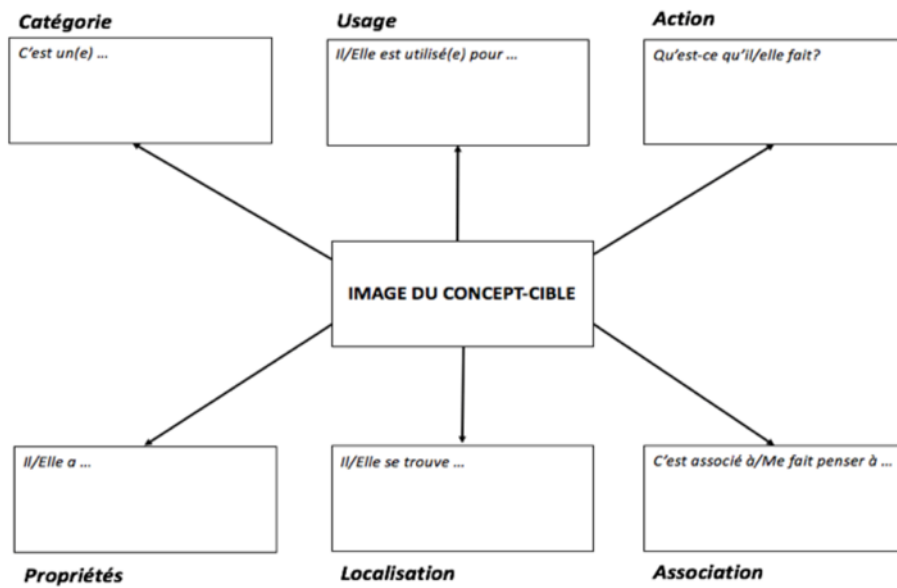 Catégorie
Usage
Action
C'est un(e) ...
Il/Elle est utilisé(e) pour ...
Qu'est-ce qu'il/elle fait?
IMAGE DU CONCEPT-CIBLE
Il/Elle a ...
Il/Elle se trouve ...
C'est associé à/Me fait penser à ...
Propriétés
Localisation
Association